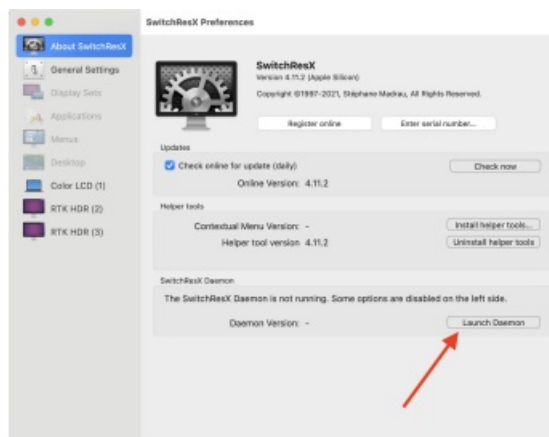 SwitchResX Preferences
About SwitchResX
General Settings
Display Sets
Applications
Menus
Desktop
Color LCD (1)
RTK HDR (2)
RTK HDR (3)
SwitchResX
Version 4.11.2 (Apple Silicon)
Copyright ©1997-2021, Stéphane Madrau, All Rights Reserved.
Register online
Enter serial number...
Updates
Check online for update (daily)
Check now
Online Version: 4.11.2
Helper tools
Contextual Menu Version: -
Install helper tools...
Helper tool version 4.11.2
Uninstall helper tools
SwitchResX Daemon
The SwitchResX Daemon is not running. Some options are disabled on the left side.
Daemon Version: -
Launch Daemon